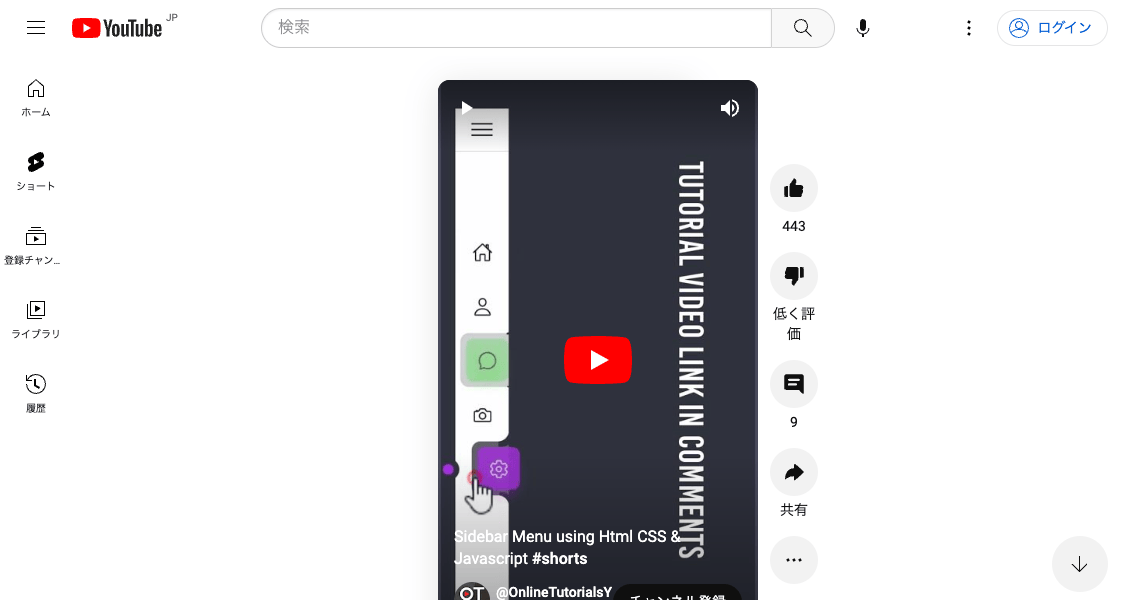 YouTube JP
検索
ログイン
ホーム
ショート
登録チャン...
ライブラリ
履歴
TUTORIAL VIDEO LINK IN COMMENTS
Sidebar Menu using Html CSS &
Javascript #shorts
OT
@OnlineTutorialsY
チャンネル登録
443
低く評
価
9
共有